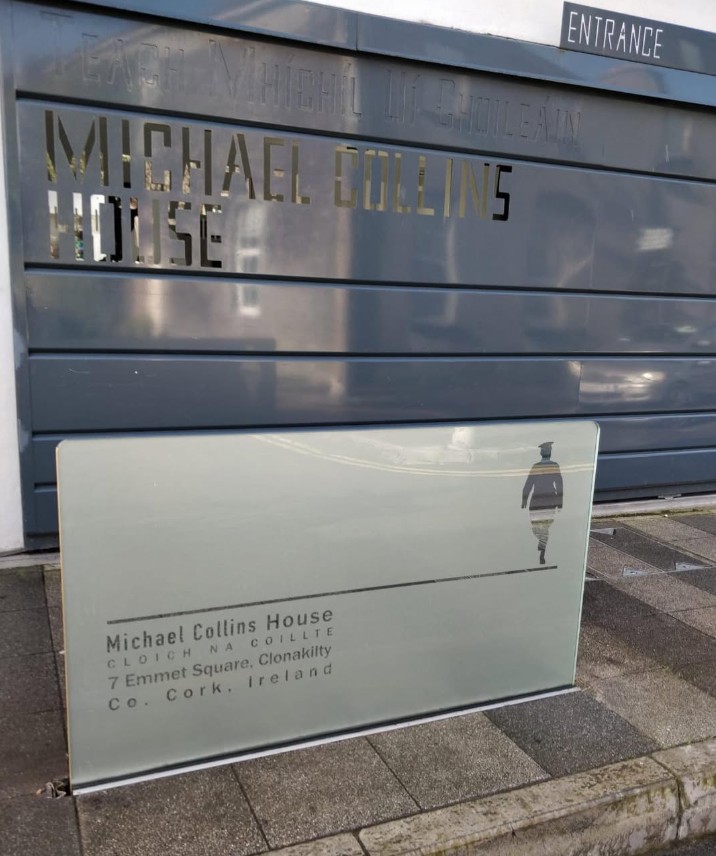 ENTRANCE
TEACH MHÍCHÍL UÍ CHOILEÁIN
MICHAEL COLLINS
HOUSE
Michael Collins House
CLOICH NA COILLTE
7 Emmet Square, Clonakilty
Co. Cork. Ireland